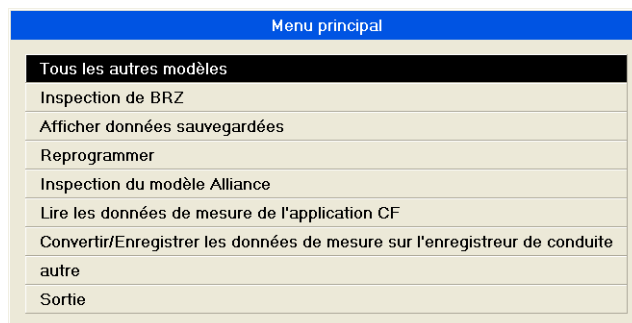 Menu principal
Tous les autres modèles
Inspection de BRZ
Afficher données sauvegardées
Reprogrammer
Inspection du modèle Alliance
Lire les données de mesure de l'application CF
Convertir/Enregistrer les données de mesure sur l'enregistreur de conduite
autre
Sortie